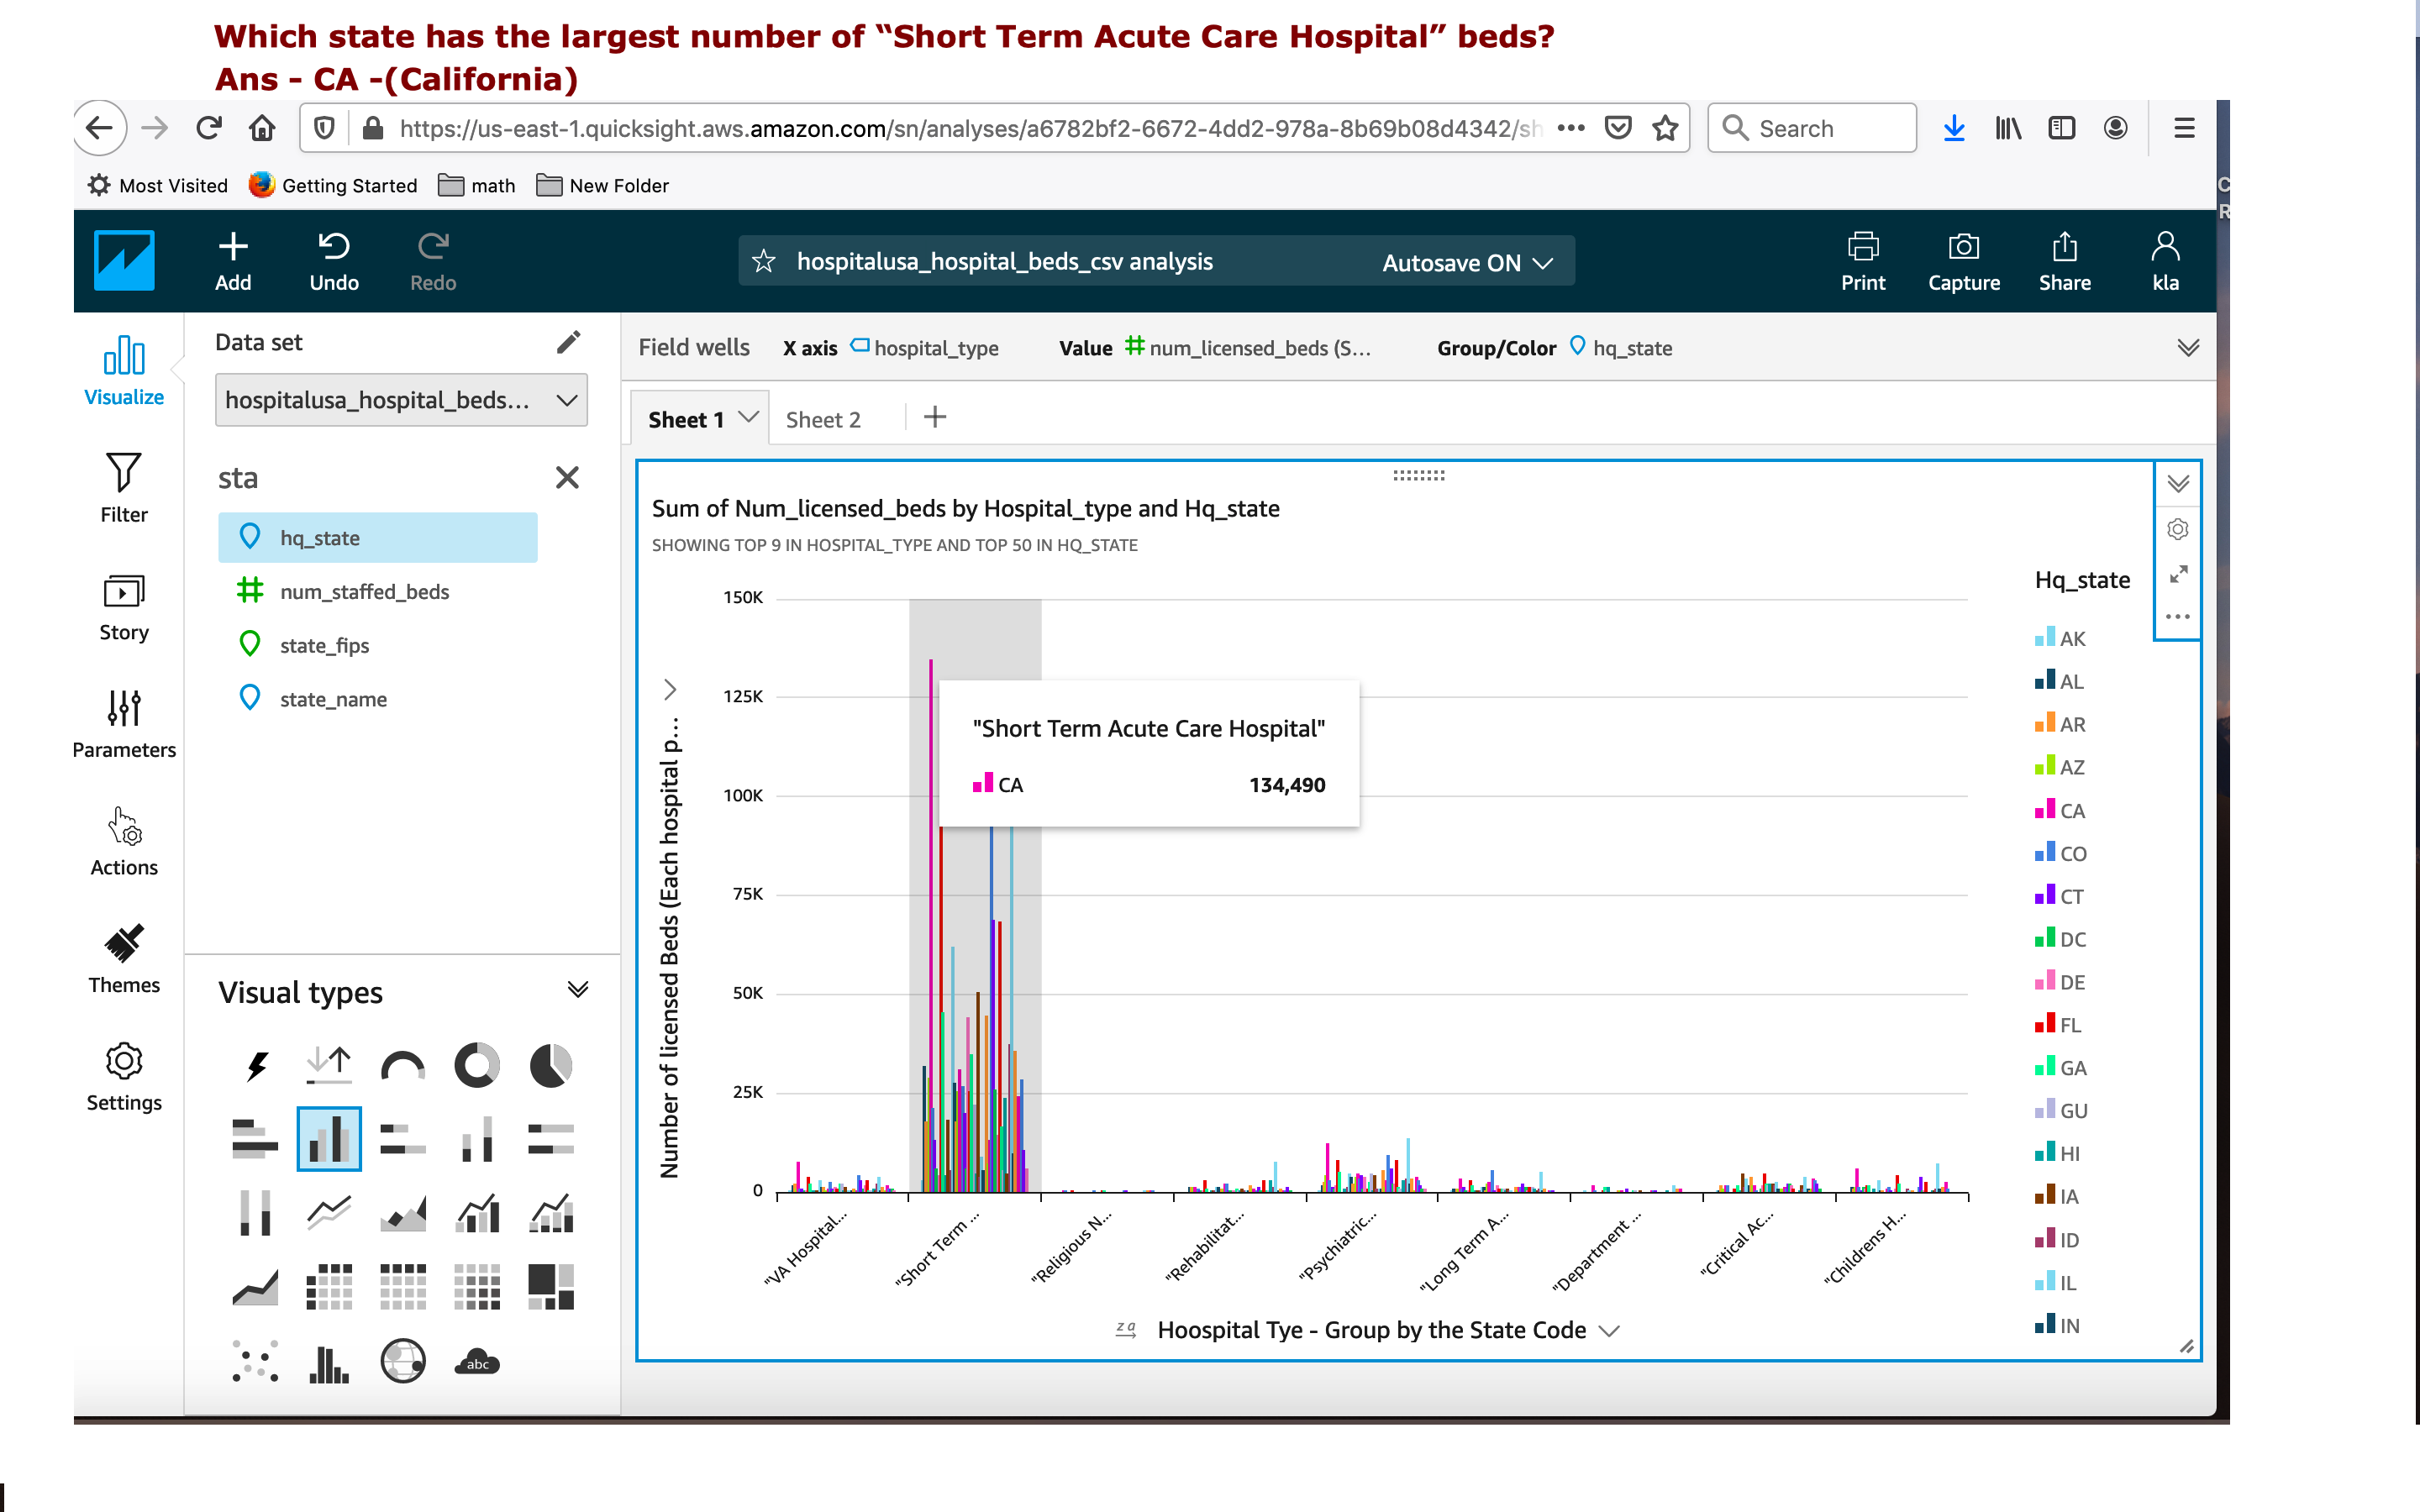 Which state has the largest number of “Short Term Acute Care Hospital” beds?
Ans - CA -(California)
https://us-east-1.quicksight.aws.amazon.com/sn/analyses/a6782bf2-6672-4dd2-978a-8b69b08d4342/sh
Search
Most Visited
Getting Started
math
New Folder
C
R
Add
Undo
Redo
hospitalusa_hospital_beds_csv analysis
Autosave ON
Print
Capture
Share
kla
Visualize
Filter
Story
Parameters
Actions
Themes
Settings
Data set
hospitalusa_hospital_beds...
sta
hq_state
num_staffed_beds
state_fips
state_name
Visual types
abc
Field wells
X axis
hospital_type
Value
num_licensed_beds (S...
Group/Color
hq_state
Sheet 1
Sheet 2
Sum of Num_licensed_beds by Hospital_type and Hq_state
SHOWING TOP 9 IN HOSPITAL_TYPE AND TOP 50 IN HQ_STATE
Number of licensed Beds (Each hospital p...
150K
125K
100K
75K
50K
25K
0
"Short Term Acute Care Hospital"
CA 134,490
"VA Hospital...
"Short Term ...
"Religious N...
"Rehabilitat...
"Psychiatric...
"Long Term A...
"Department ...
"Critical Ac...
"Childrens H...
z a
Hoospital Tye - Group by the State Code
Hq_state
AK
AL
AR
AZ
CA
CO
CT
DC
DE
FL
GA
GU
HI
IA
ID
IL
IN